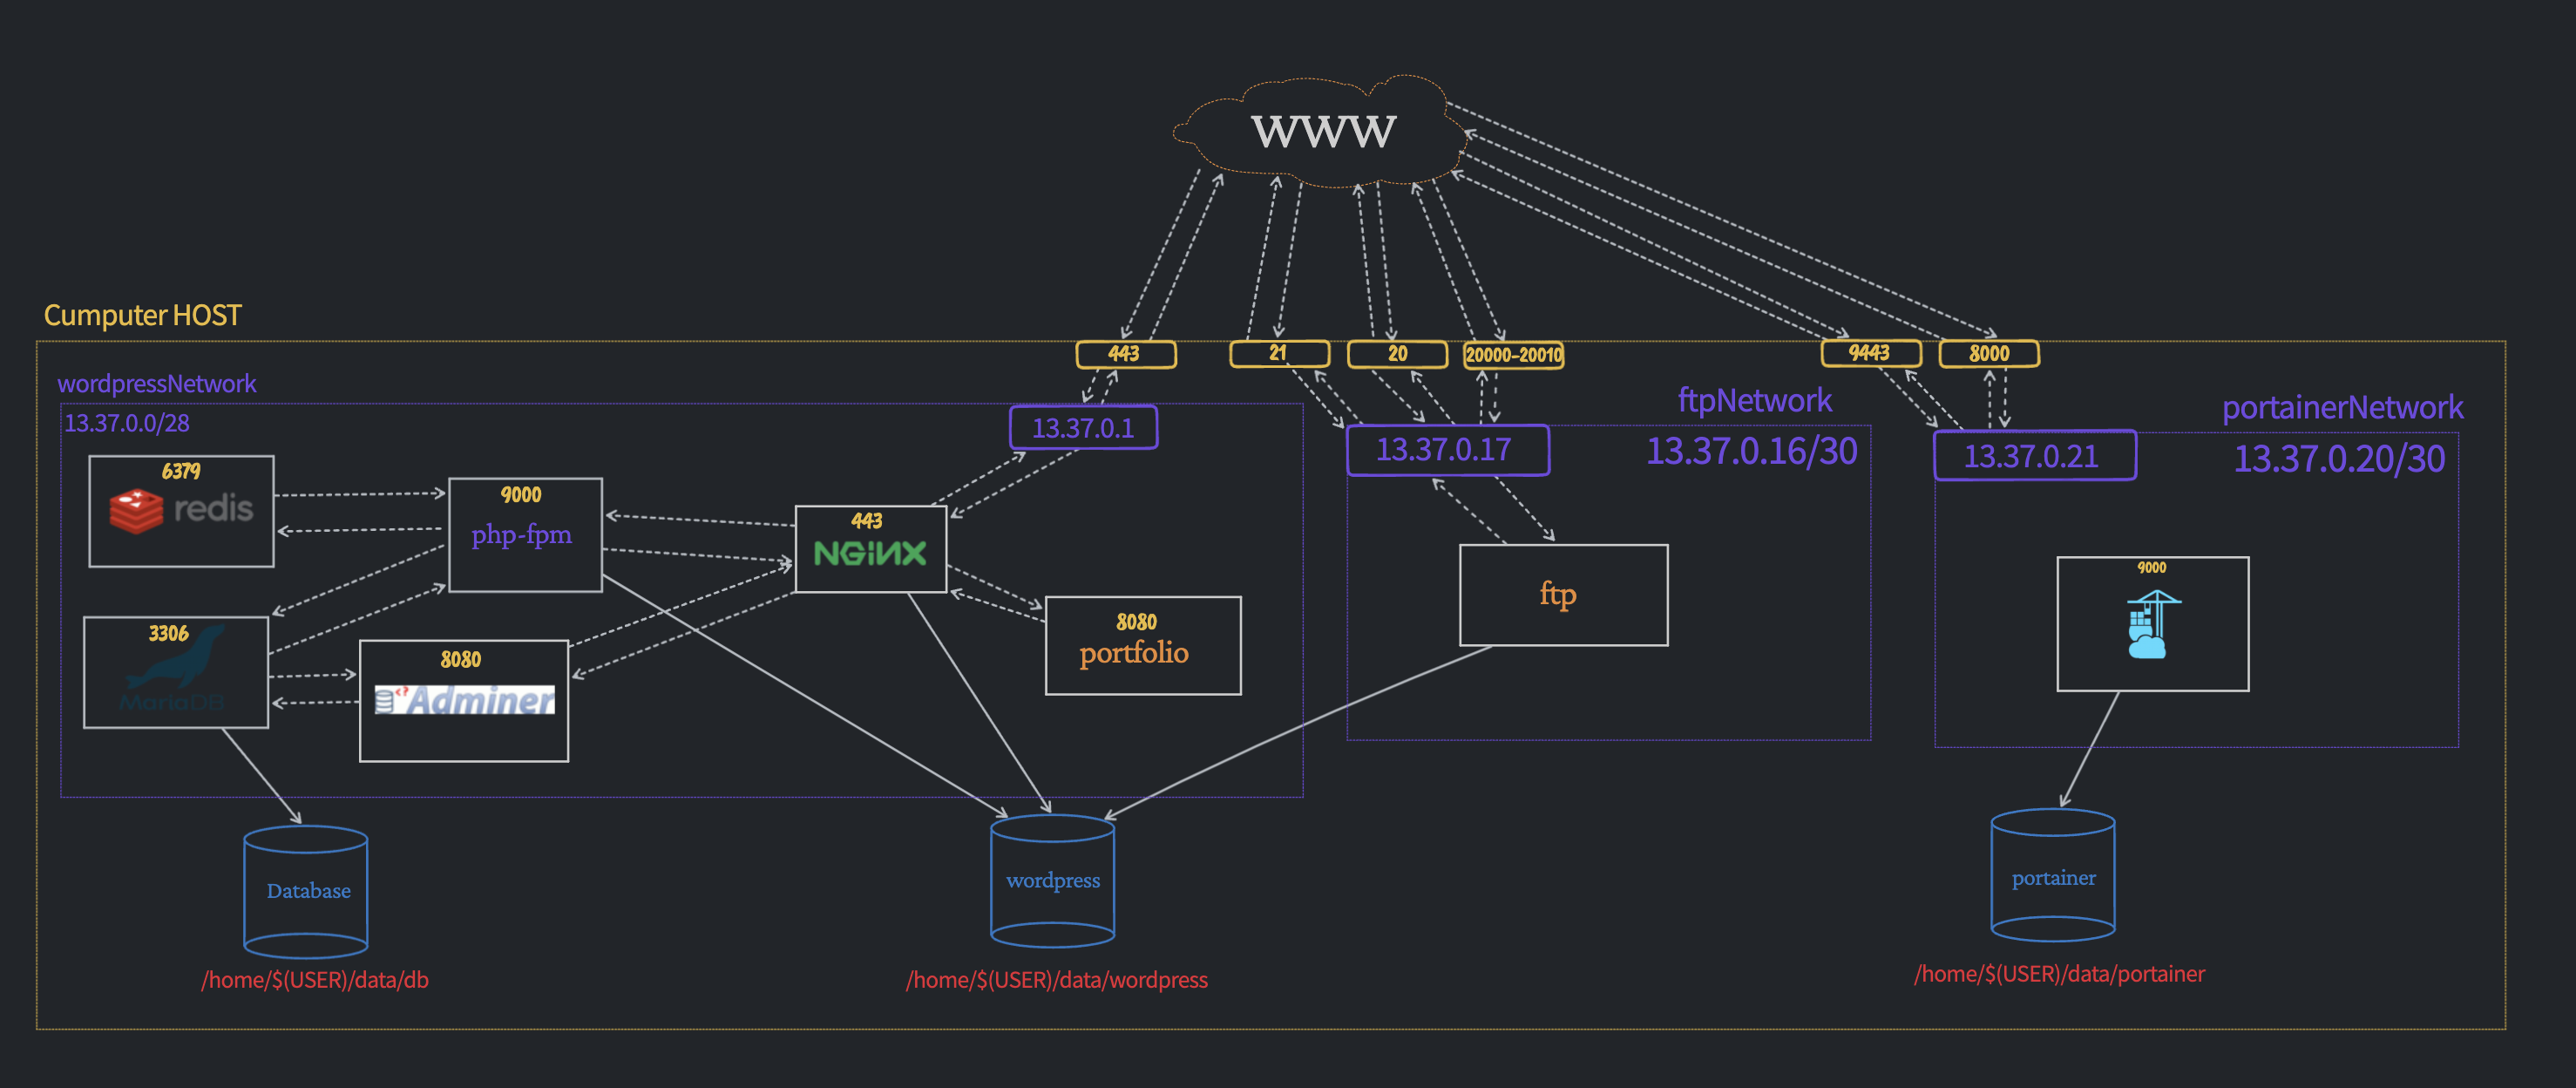 www
Cumputer HOST
443
21
20
20000-20010
9443
8000
wordpressNetwork
13.37.0.0/28
13.37.0.1
ftpNetwork
13.37.0.17
13.37.0.16/30
portainerNetwork
13.37.0.21
13.37.0.20/30
6379
redis
9000
php-fpm
443
NGINX
3306
MariaDB
8080
<? Adminer
8080
portfolio
ftp
9000
Database
wordpress
portainer
/home/$(USER)/data/db
/home/$(USER)/data/wordpress
/home/$(USER)/data/portainer